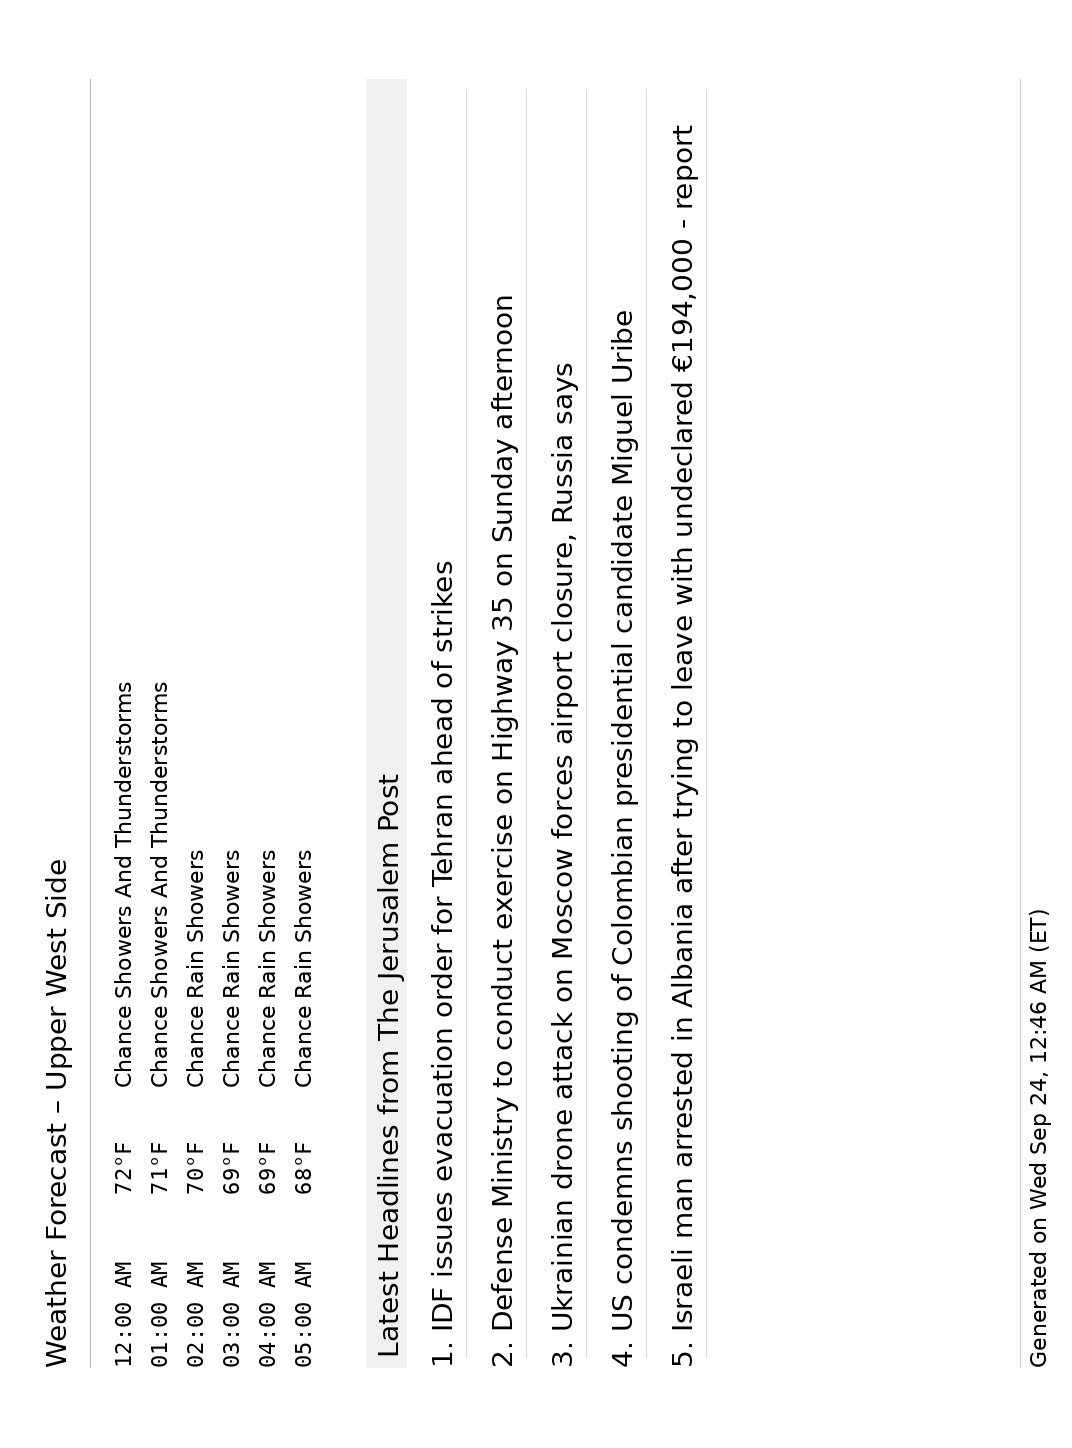 Weather Forecast – Upper West Side
12:00 AM 72°F Chance Showers And Thunderstorms
01:00 AM 71°F Chance Showers And Thunderstorms
02:00 AM 70°F Chance Rain Showers
03:00 AM 69°F Chance Rain Showers
04:00 AM 69°F Chance Rain Showers
05:00 AM 68°F Chance Rain Showers
Latest Headlines from The Jerusalem Post
1. IDF issues evacuation order for Tehran ahead of strikes
2. Defense Ministry to conduct exercise on Highway 35 on Sunday afternoon
3. Ukrainian drone attack on Moscow forces airport closure, Russia says
4. US condemns shooting of Colombian presidential candidate Miguel Uribe
5. Israeli man arrested in Albania after trying to leave with undeclared €194,000 - report
Generated on Wed Sep 24, 12:46 AM (ET)